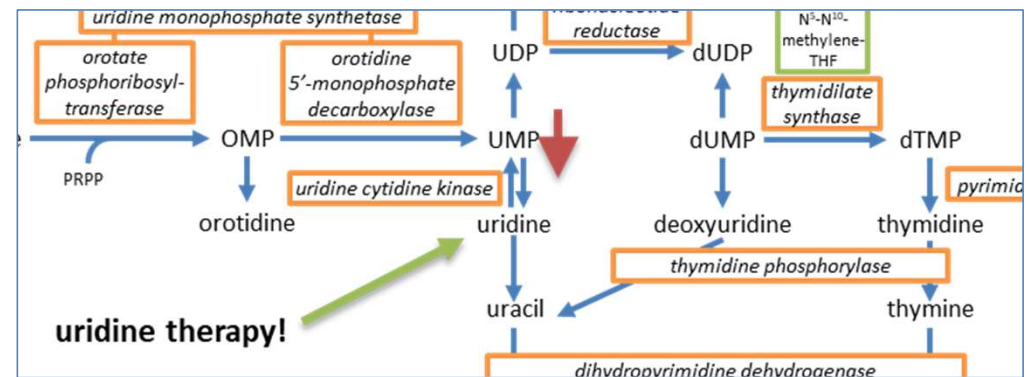 uridine monophosphate synthetase
reductase
N5-N10-
methylene-
THF
orotate
phosphoribosyl-
transferase
orotidine
5’-monophosphate
decarboxylase
UDP
dUDP
thymidilate
synthase
OMP
UMP
dUMP
dTMP
PRPP
uridine cytidine kinase
orotidine
uridine
deoxyuridine
thymidine
thymidine phosphorylase
uracil
thymine
uridine therapy!
dihydropyrimidine dehydrogenase